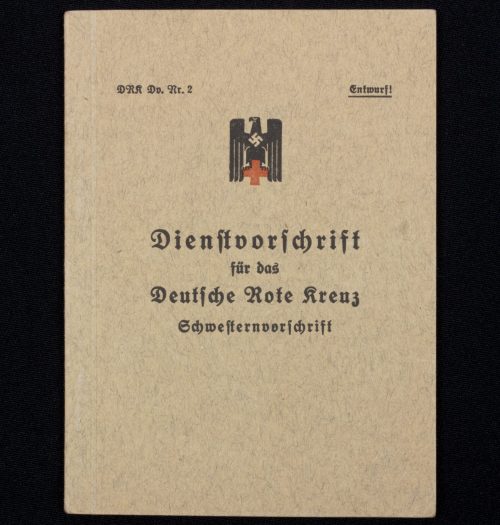 DRK Dv. Nr. 2 Entwurf!
Dienstvorschrift
für das
Deutsche Rote Kreuz
Schwesternvorschrift